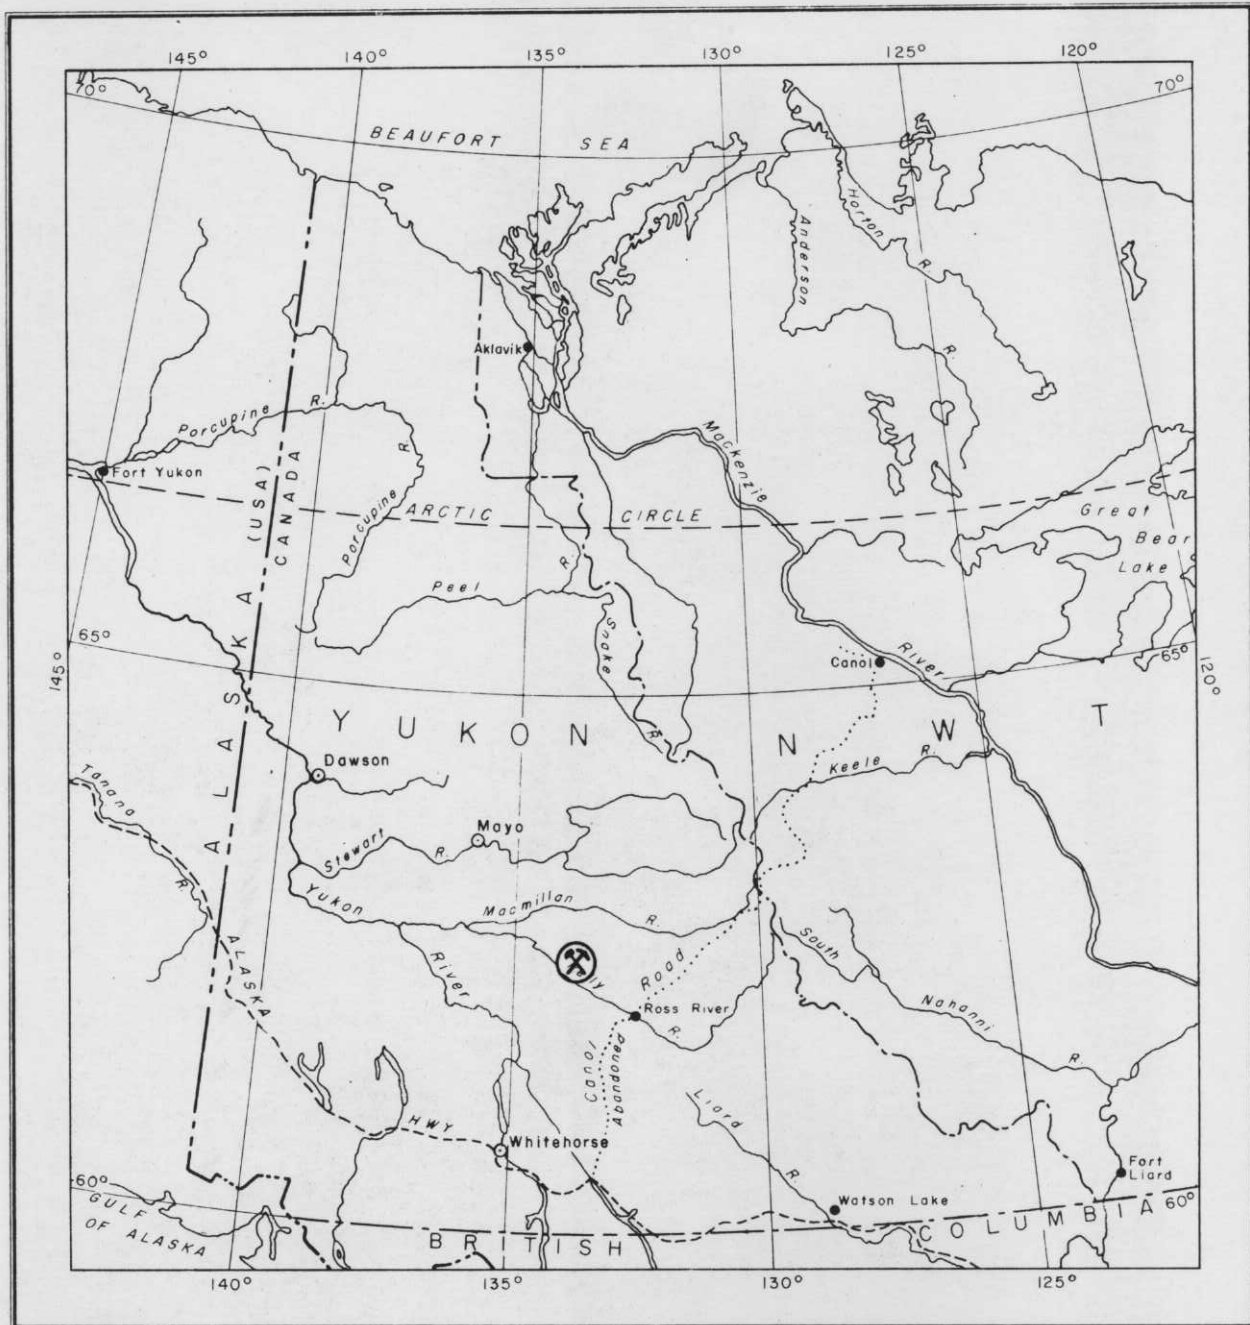 145°
140°
135°
130°
125°
120°
70°
70°
BEAUFORT SEA
Horton R.
Anderson R.
Aklavik
Porcupine R.
Fort Yukon
Porcupine R.
Mackenzie River
ARCTIC CIRCLE
Great Bear Lake
(USA)
CANADA
ALASKA
Peel R.
Snake R.
65°
65°
145°
120°
Canol
YUKON
N W T
Dawson
Keele R.
Tanana R.
Mayo
Stewart R.
Yukon River
Macmillan R.
ALASKA HWY
Road
Ross River
R.
South Nahanni R.
Canol
Abandoned
Liard R.
Whitehorse
Fort Liard
Watson Lake
60°
60°
GULF OF ALASKA
BRITISH COLUMBIA
140°
135°
130°
125°